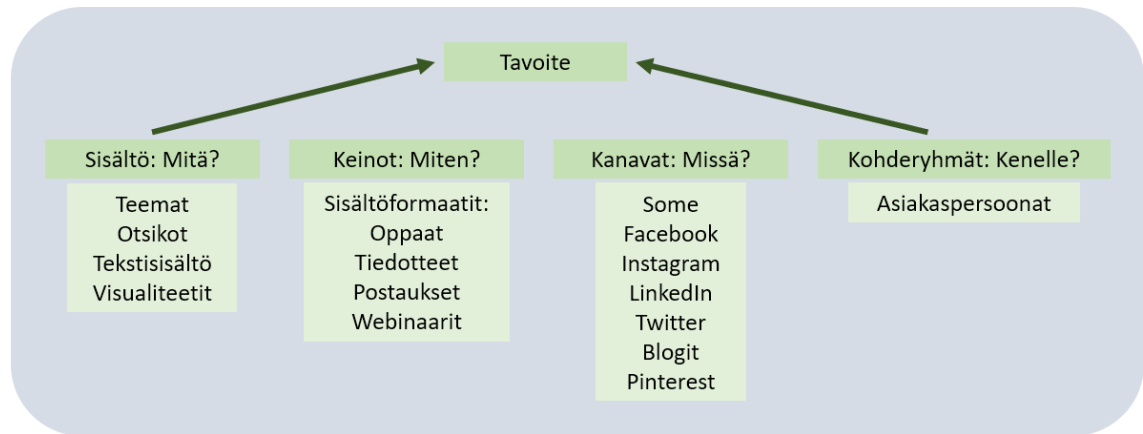 Tavoite
Sisältö: Mitä?
Teemat
Otsikot
Tekstisisältö
Visualiteetit
Keinot: Miten?
Sisältöformaatit:
Oppaat
Tiedotteet
Postaukset
Webinaarit
Kanavat: Missä?
Some
Facebook
Instagram
LinkedIn
Twitter
Blogit
Pinterest
Kohderyhmät: Kenelle?
Asiakaspersoonat